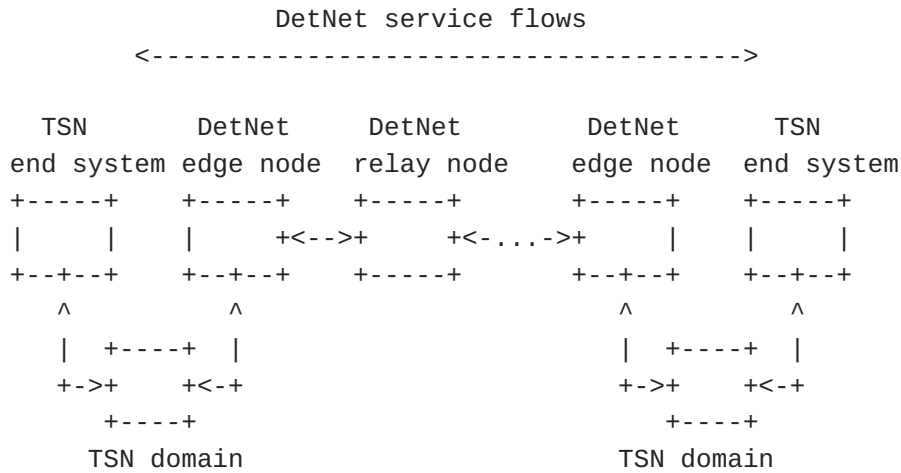 DetNet service flows
<-------------------------------------->
TSN DetNet DetNet DetNet TSN
end system edge node relay node edge node end system
+-----+ +-----+ +-----+ +-----+ +-----+
| | | +<-->+ +<-...->+ | | |
+--+--+ +--+--+ +-----+ +--+--+ +--+--+
^ ^ ^ ^
| +----+ | | +----+ |
+->+ +<-+ +->+ +<-+
+----+ +----+
TSN domain TSN domain